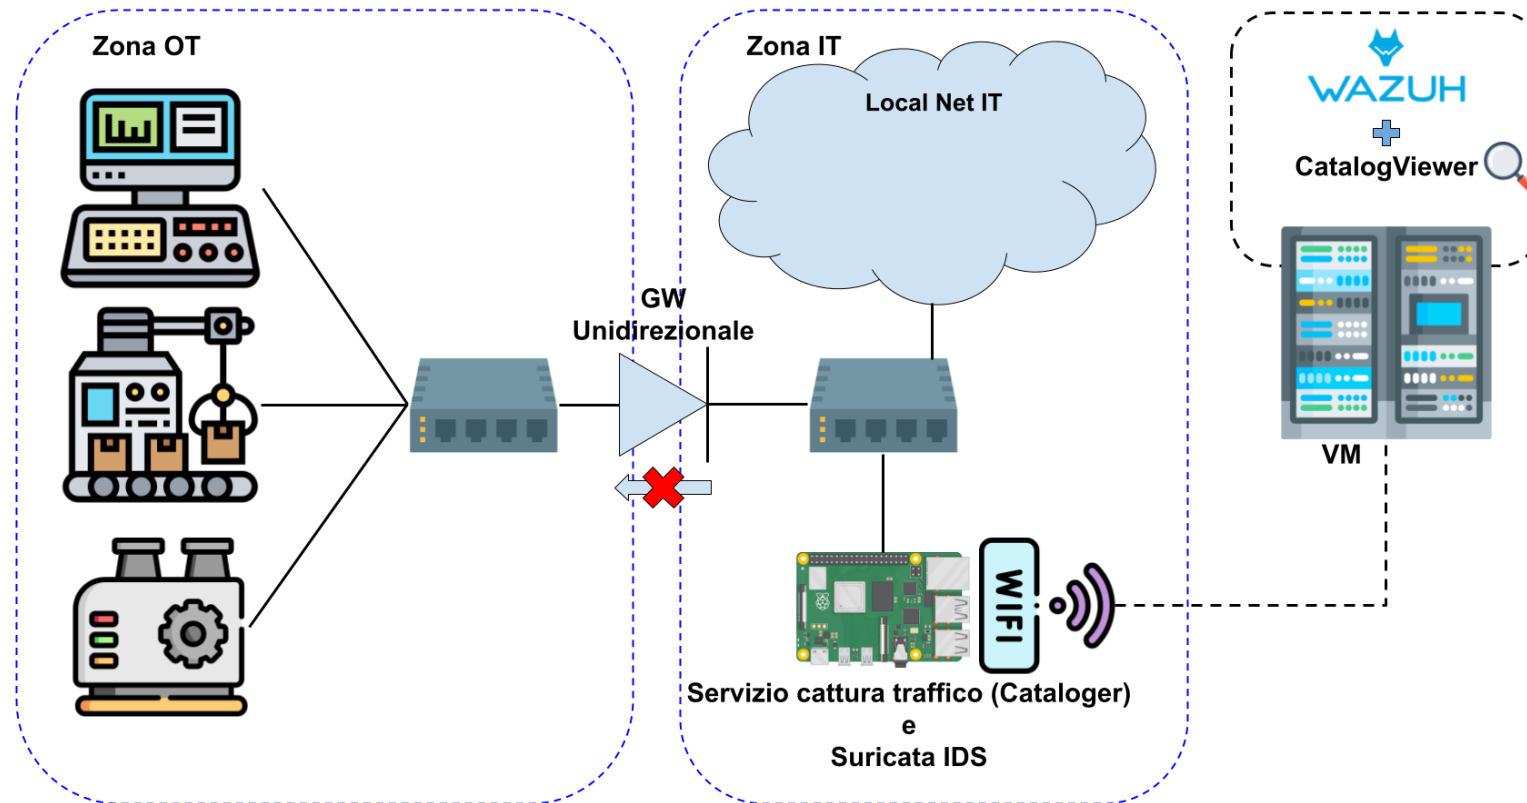 Zona OT
Zona IT
Local Net IT
WAZUH
CatalogViewer
GW
Unidirezionale
VM
WIFI
Servizio cattura traffico (Cataloger)
e
Suricata IDS